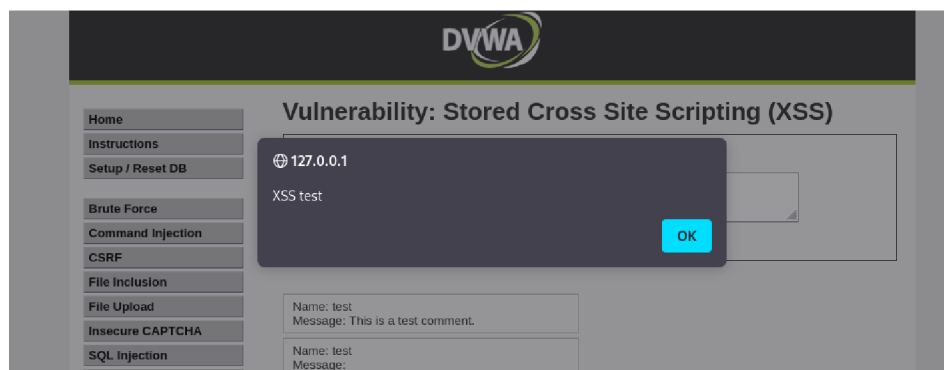 DVWA
Vulnerability: Stored Cross Site Scripting (XSS)
Home
Instructions
Setup / Reset DB
Brute Force
Command Injection
CSRF
File Inclusion
File Upload
Insecure CAPTCHA
SQL Injection
127.0.0.1
XSS test
OK
Name: test
Message: This is a test comment.
Name: test
Message: